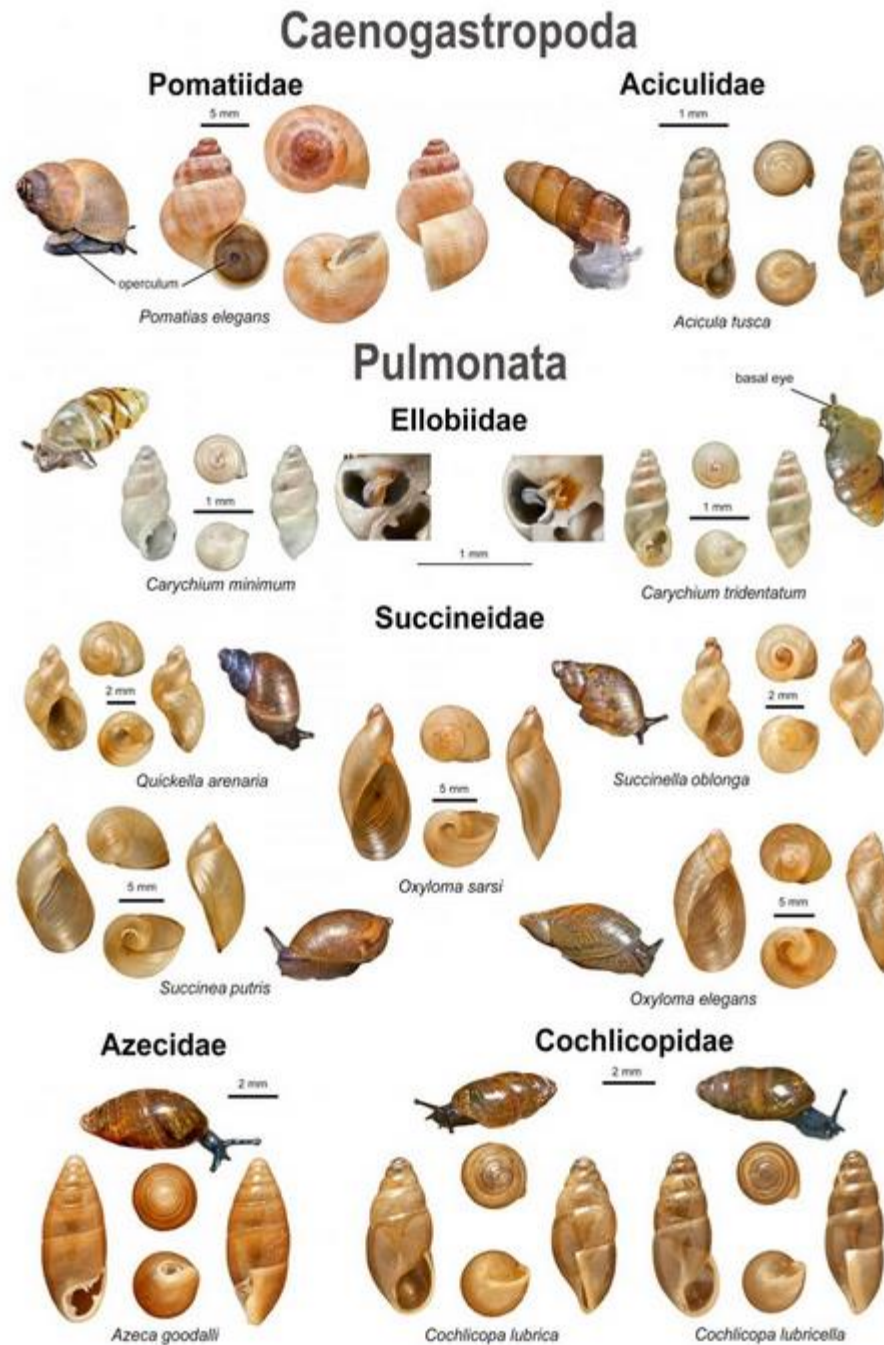 Caenogastropoda
Pomatiidae
Aciculidae
5 mm
1 mm
operculum
Pomatias elegans
Acicula fusca
Pulmonata
basal eye
Ellobiidae
1 mm
1 mm
1 mm
Carychium minimum
Carychium tridentatum
Succineidae
2 mm
2 mm
Quickella arenaria
Succinella oblonga
5 mm
5 mm
5 mm
Oxyloma sarsi
Succinea putris
Oxyloma elegans
Azecidae
Cochlicopidae
2 mm
2 mm
Azeca goodalli
Cochlicopa lubrica
Cochlicopa lubricella